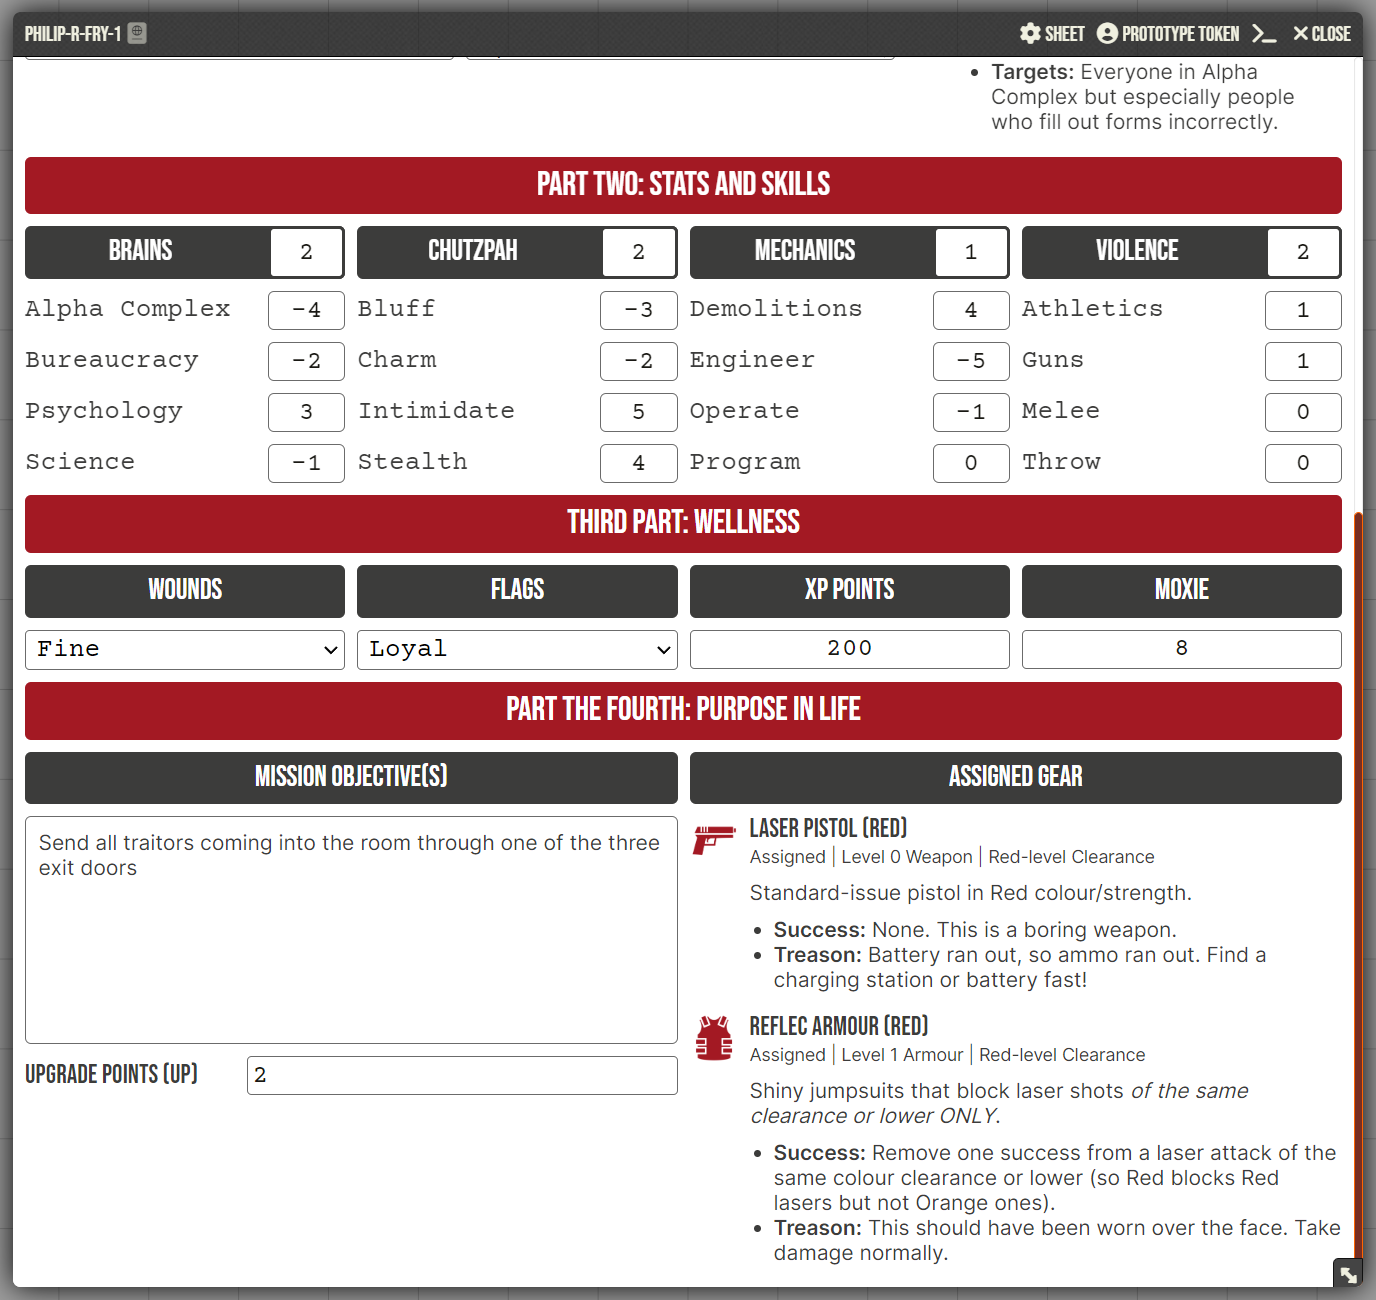 PHILIP-R-FRY-1
SHEET PROTOTYPE TOKEN CLOSE
Targets: Everyone in Alpha
Complex but especially people
who fill out forms incorrectly.
PART TWO: STATS AND SKILLS
BRAINS 2 CHUTZPAH 2 MECHANICS 1 VIOLENCE 2
Alpha Complex -4 Bluff -3 Demolitions 4 Athletics 1
Bureaucracy -2 Charm -2 Engineer -5 Guns 1
Psychology 3 Intimidate 5 Operate -1 Melee 0
Science -1 Stealth 4 Program 0 Throw 0
THIRD PART: WELLNESS
WOUNDS FLAGS XP POINTS MOXIE
Fine Loyal 200 8
PART THE FOURTH: PURPOSE IN LIFE
MISSION OBJECTIVE(S)
Send all traitors coming into the room through one of the three
exit doors
UPGRADE POINTS (UP) 2
ASSIGNED GEAR
LASER PISTOL (RED)
Assigned | Level 0 Weapon | Red-level Clearance
Standard-issue pistol in Red colour/strength.
Success: None. This is a boring weapon.
Treason: Battery ran out, so ammo ran out. Find a
charging station or battery fast!
REFLEC ARMOUR (RED)
Assigned | Level 1 Armour | Red-level Clearance
Shiny jumpsuits that block laser shots of the same
clearance or lower ONLY.
Success: Remove one success from a laser attack of the
same colour clearance or lower (so Red blocks Red
lasers but not Orange ones).
Treason: This should have been worn over the face. Take
damage normally.